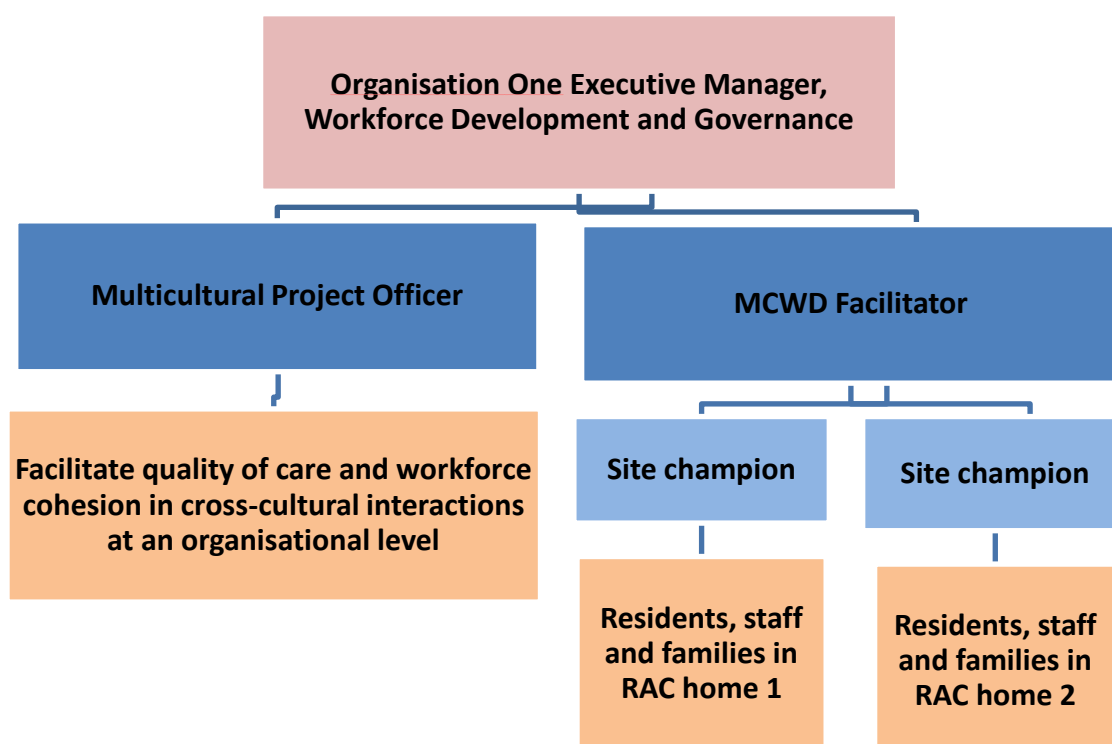 Organisation One Executive Manager,
Workforce Development and Governance
Multicultural Project Officer
MCWD Facilitator
Facilitate quality of care and workforce
cohesion in cross-cultural interactions
at an organisational level
Site champion
Site champion
Residents, staff
and families in
RAC home 1
Residents, staff
and families in
RAC home 2